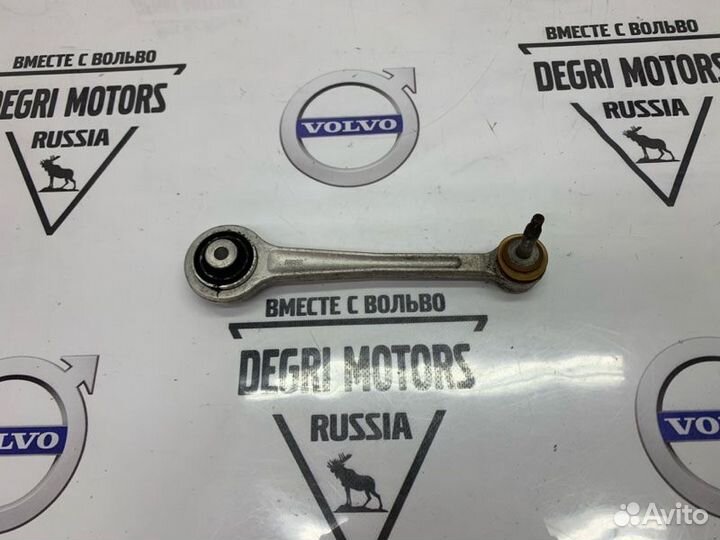 ВМЕСТЕ С ВОЛЬВО
DEGRI MOTORS
RUSSIA
VOLVO
ВМЕСТЕ С ВОЛЬВО
DEGRI MOTORS
RUSSIA
ВМЕСТЕ С ВОЛЬВО
DEGRI MOTORS
RUSSIA
VOLVO
VOLVO
Avito